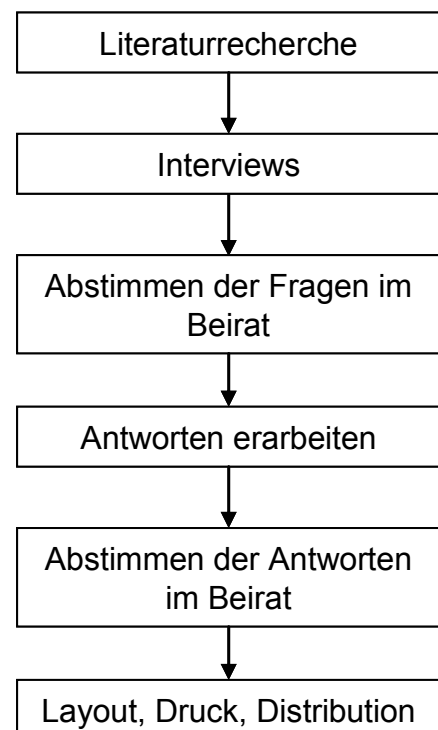 Literaturrecherche
Interviews
Abstimmen der Fragen im
Beirat
Antworten erarbeiten
Abstimmen der Antworten
im Beirat
Layout, Druck, Distribution